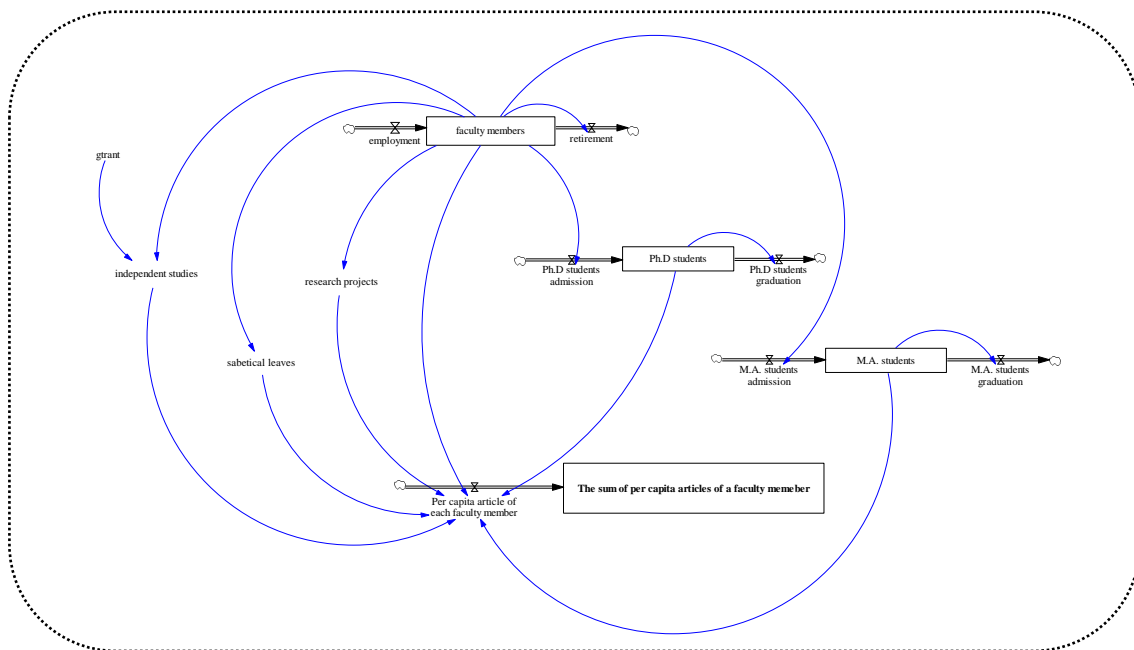 faculty members
employment
retirement
gtrant
independent studies
research projects
Ph.D students
admission
Ph.D students
Ph.D students
graduation
sabetical leaves
M.A. students
admission
M.A. students
M.A. students
graduation
Per capita article of
each faculty member
The sum of per capita articles of a faculty memeber